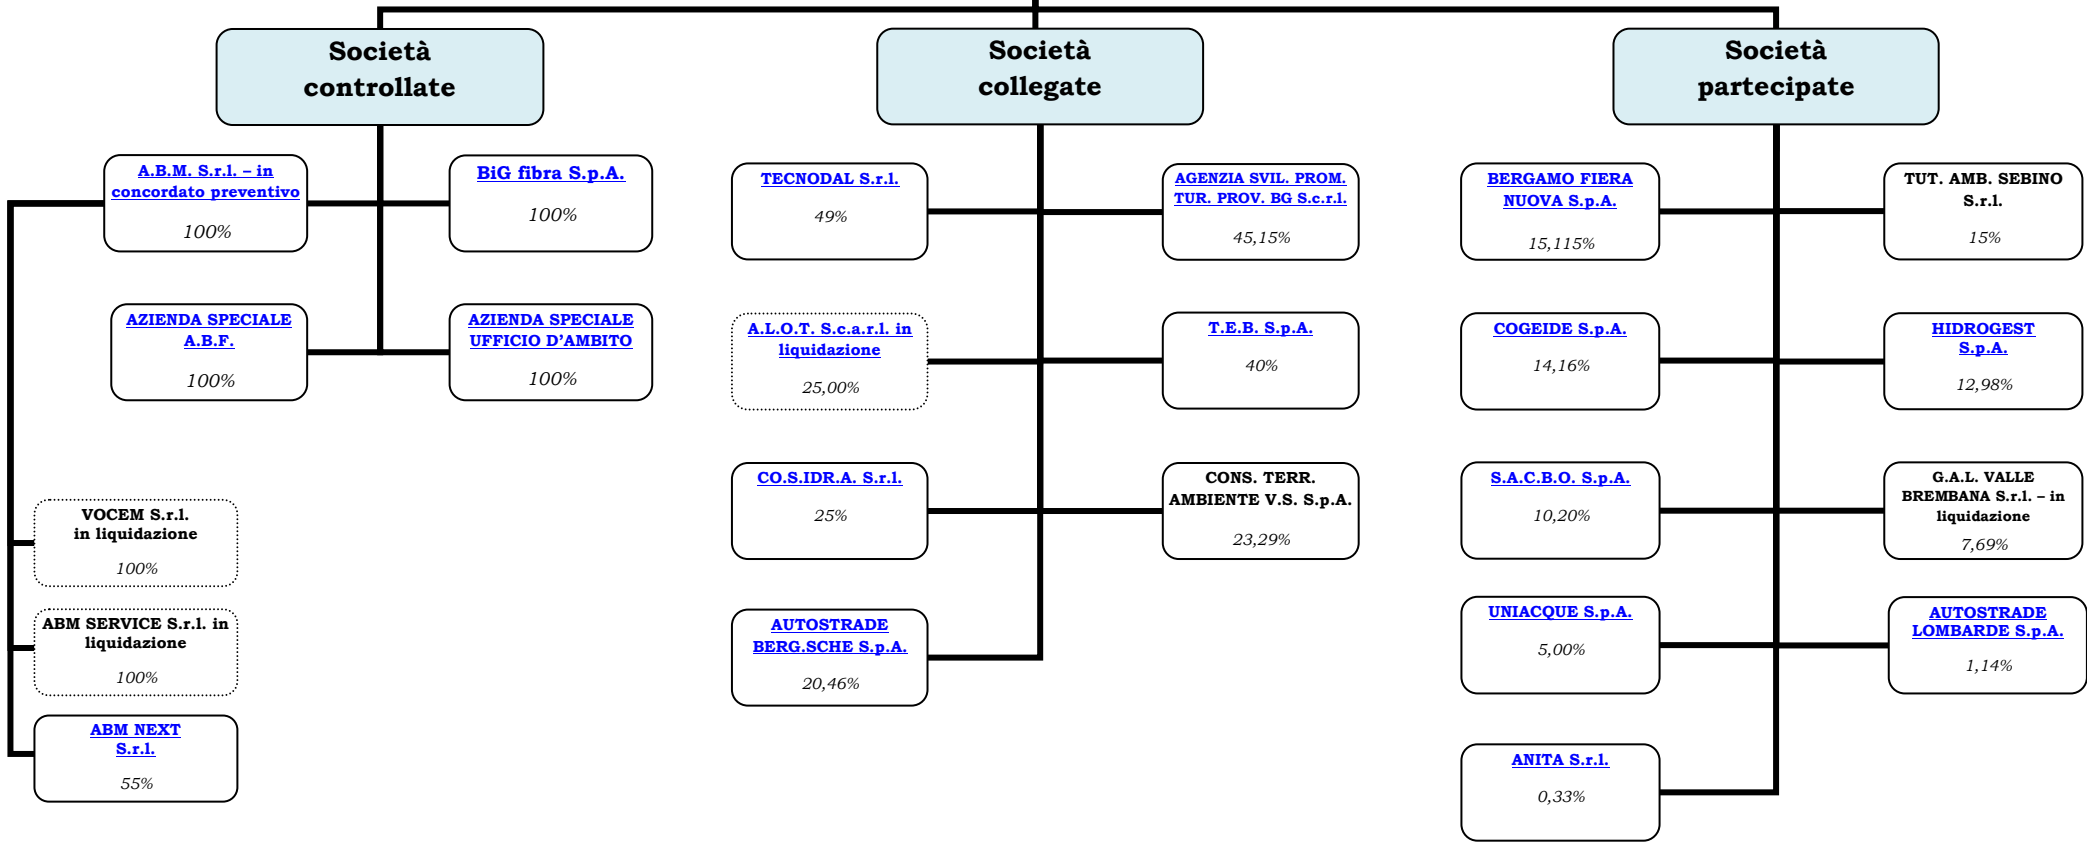 Società
controllate
A.B.M. S.r.l. – in
concordato preventivo
100%
BiG fibra S.p.A.
100%
AZIENDA SPECIALE
A.B.F.
100%
AZIENDA SPECIALE
UFFICIO D’AMBITO
100%
VOCEM S.r.l.
in liquidazione
100%
ABM SERVICE S.r.l. in
liquidazione
100%
ABM NEXT
S.r.l.
55%
Società
collegate
TECNODAL S.r.l.
49%
AGENZIA SVIL. PROM.
TUR. PROV. BG S.c.r.l.
45,15%
A.L.O.T. S.c.a.r.l. in
liquidazione
25,00%
T.E.B. S.p.A.
40%
CO.S.IDR.A. S.r.l.
25%
CONS. TERR.
AMBIENTE V.S. S.p.A.
23,29%
AUTOSTRADE
BERG.SCHE S.p.A.
20,46%
Società
partecipate
BERGAMO FIERA
NUOVA S.p.A.
15,115%
TUT. AMB. SEBINO
S.r.l.
15%
COGEIDE S.p.A.
14,16%
HIDROGEST
S.p.A.
12,98%
S.A.C.B.O. S.p.A.
10,20%
G.A.L. VALLE
BREMBANA S.r.l. – in
liquidazione
7,69%
UNIACQUE S.p.A.
5,00%
AUTOSTRADE
LOMBARDE S.p.A.
1,14%
ANITA S.r.l.
0,33%